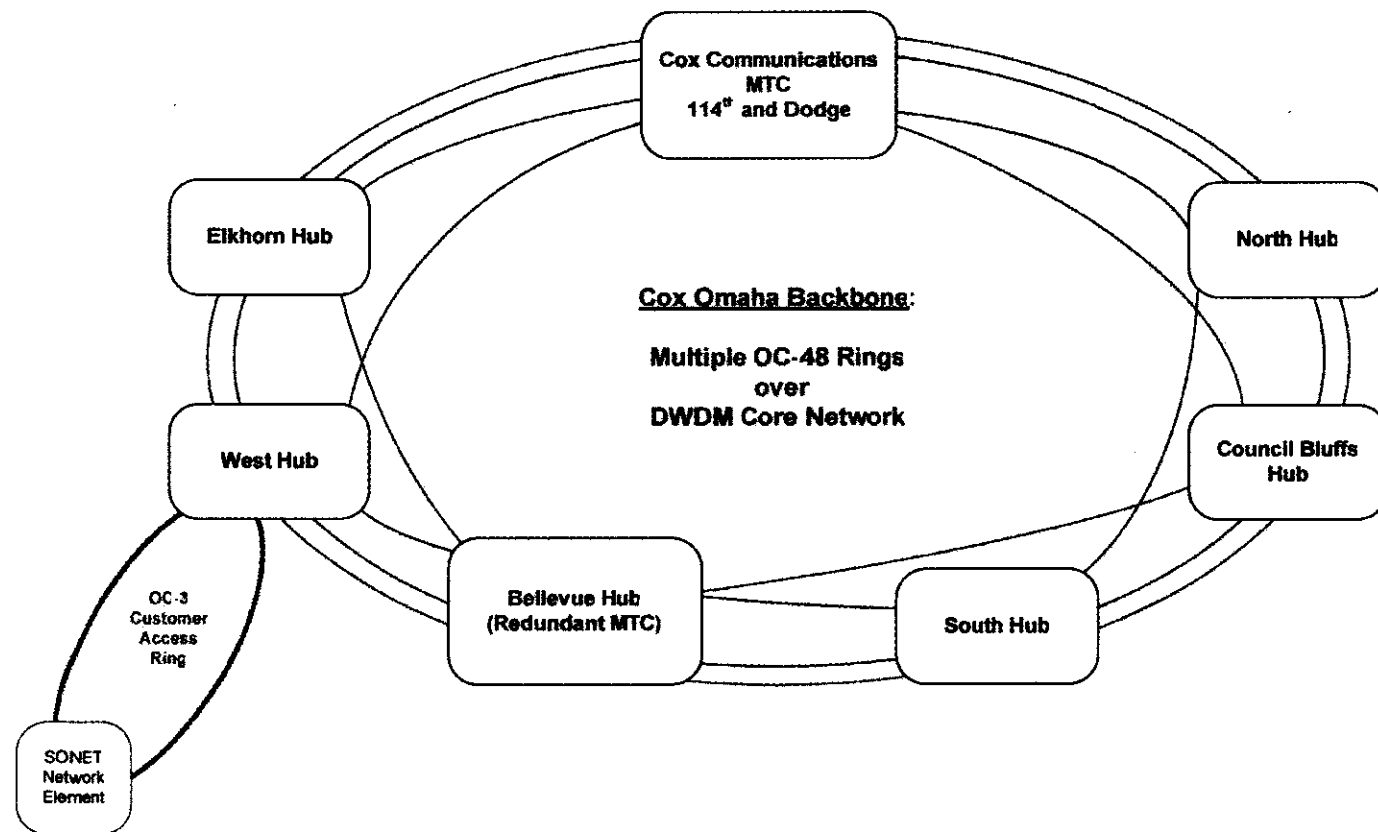 Cox Communications
MTC
114th and Dodge
Elkhorn Hub
North Hub
Cox Omaha Backbone:
Multiple OC-48 Rings
over
DWDM Core Network
West Hub
Council Bluffs
Hub
Bellevue Hub
(Redundant MTC)
South Hub
OC-3
Customer
Access
Ring
SONET
Network
Element